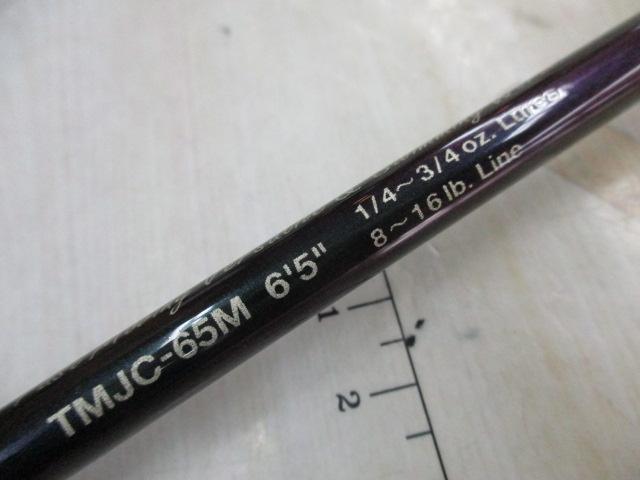 TMJC-65M 6'5"
1/4~3/4 oz. Lure
8~16 lb. Line
1
2